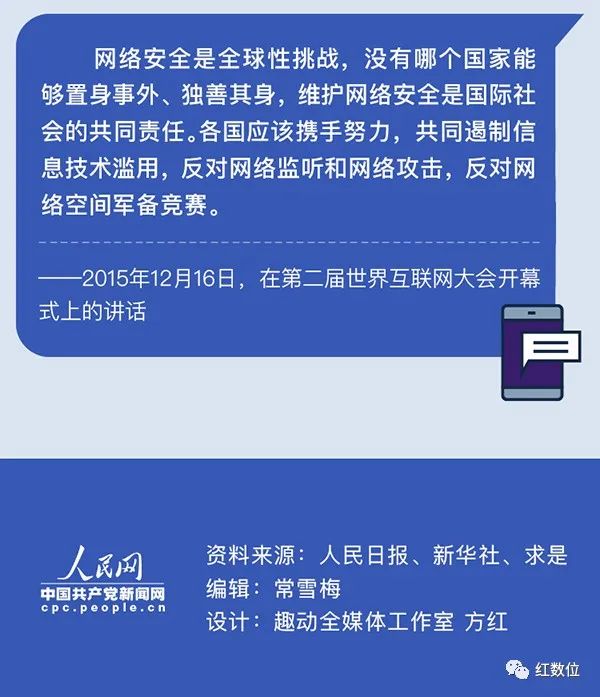 网络安全是全球性挑战，没有哪个国家能
够置身事外、独善其身，维护网络安全是国际社
会的共同责任。各国应该携手努力，共同遏制信
息技术滥用，反对网络监听和网络攻击，反对网
络空间军备竞赛。
——2015年12月16日，在第二届世界互联网大会开幕
式上的讲话
人民网
中国共产党新闻网
cpc.people.cn
资料来源：人民日报、新华社、求是
编辑：常雪梅
设计：趣动全媒体工作室 方红
红数位